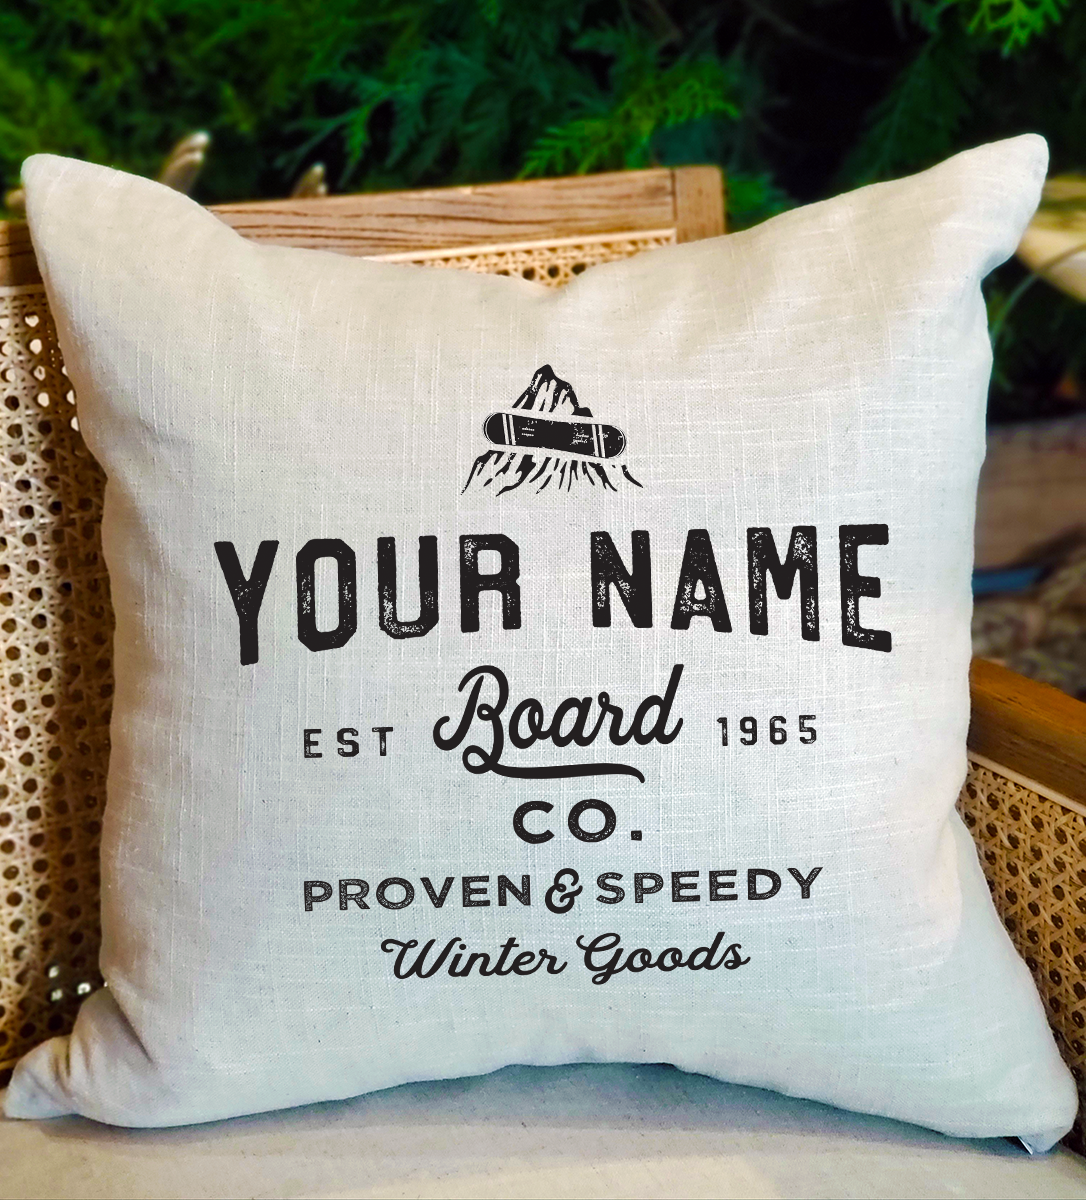 YOUR NAME
EST Board 1965
CO.
PROVEN & SPEEDY
Winter Goods